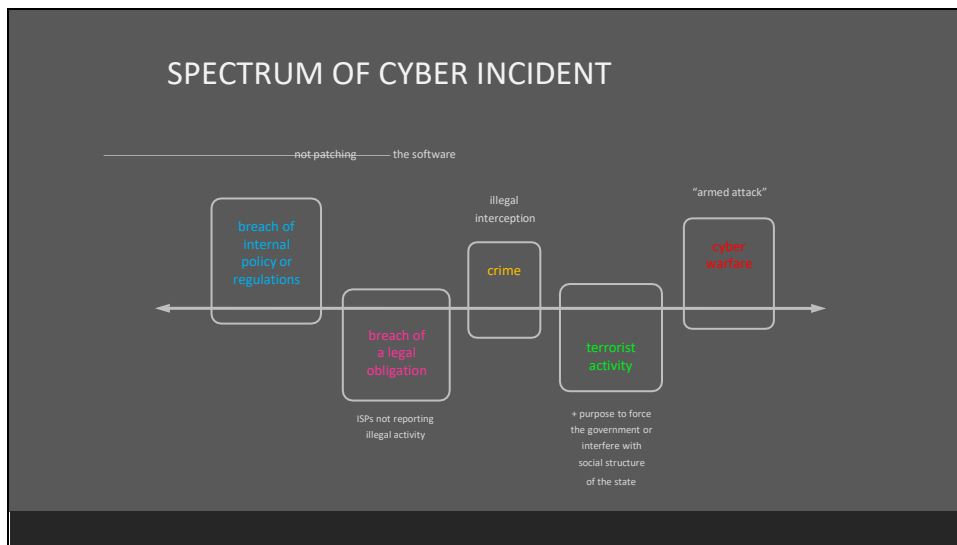 SPECTRUM OF CYBER INCIDENT
not patching the software
breach of
internal
policy or
regulations
breach of
a legal
obligation
ISPs not reporting
illegal activity
illegal
interception
crime
terrorist
activity
+ purpose to force
the government or
interfere with
social structure
of the state
“armed attack”
cyber
warfare